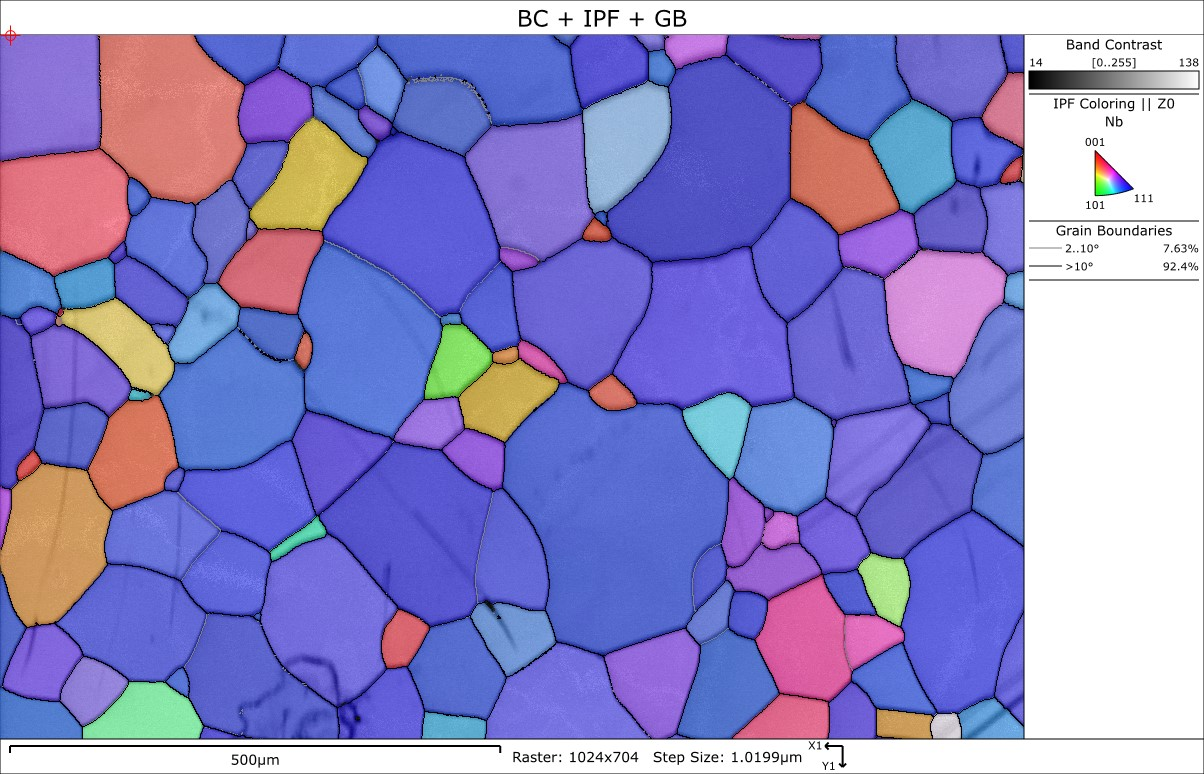 BC + IPF + GB
Band Contrast
14 [0..255] 138
IPF Coloring || Z0
Nb
001
101 111
Grain Boundaries
2..10° 7.63%
>10° 92.4%
500µm Raster: 1024x704 Step Size: 1.0199µm X1
Y1